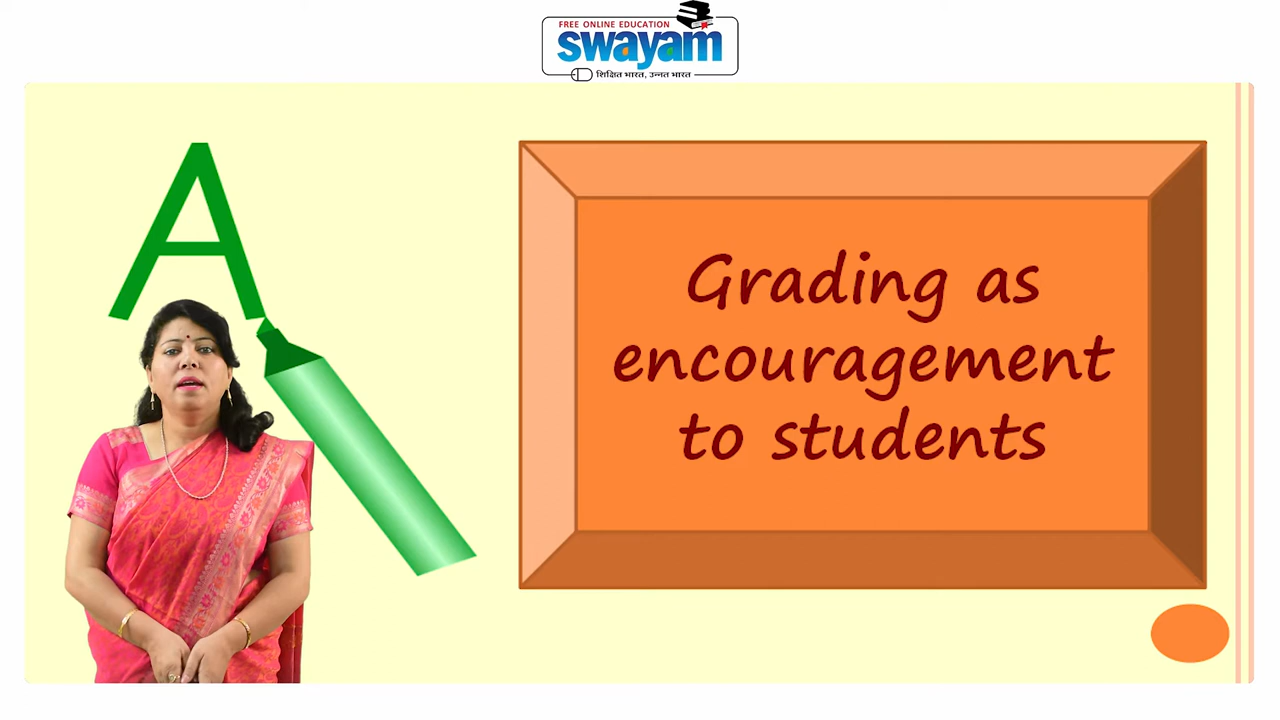 FREE ONLINE EDUCATION
swayam
शिक्षित भारत, उन्नत भारत
A
Grading as
encouragement
to students